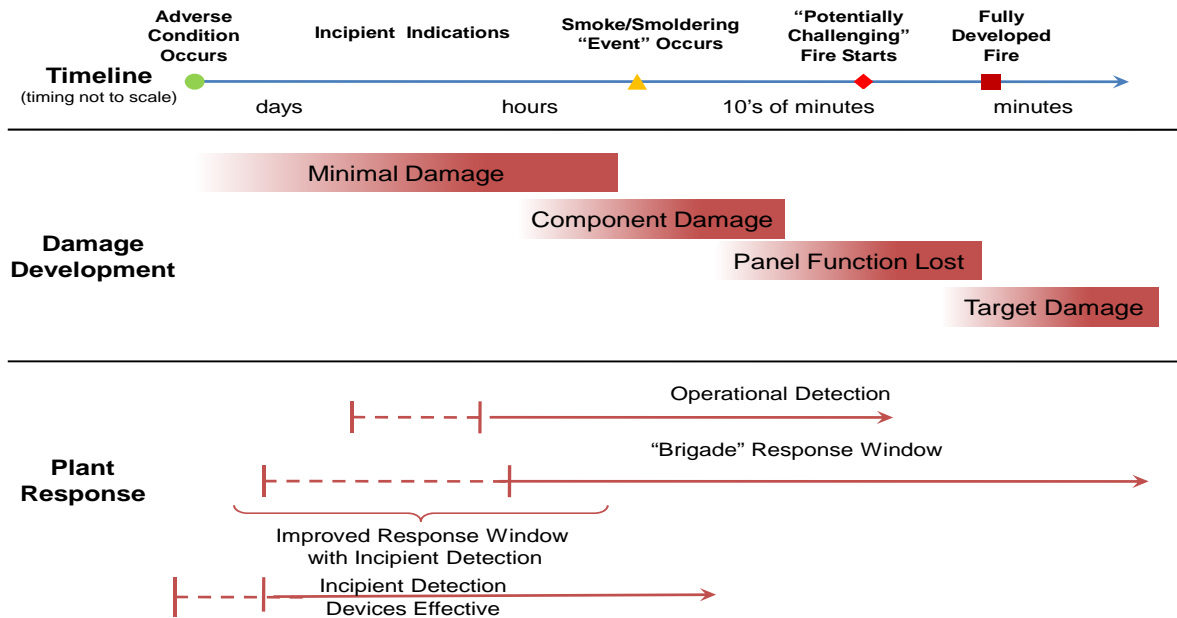 Adverse
Condition
Occurs
Incipient Indications
Smoke/Smoldering
“Event” Occurs
“Potentially
Challenging”
Fire Starts
Fully
Developed
Fire
Timeline
(timing not to scale)
days
hours
10’s of minutes
minutes
Damage
Development
Minimal Damage
Component Damage
Panel Function Lost
Target Damage
Plant
Response
Operational Detection
“Brigade” Response Window
Improved Response Window
with Incipient Detection
Incipient Detection
Devices Effective